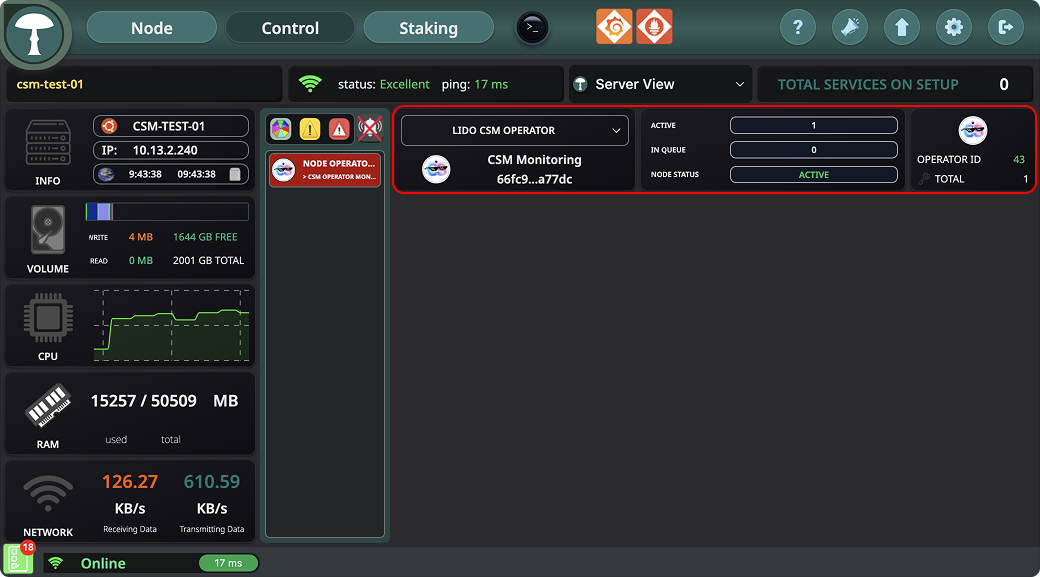 Node
Control
Staking
>_
?
csm-test-01
status: Excellent ping: 17 ms
Server View
TOTAL SERVICES ON SETUP 0
INFO
CSM-TEST-01
IP: 10.13.2.240
9:43:38 09:43:38
VOLUME
WRITE 4 MB 1644 GB FREE
READ 0 MB 2001 GB TOTAL
CPU
RAM
15257 / 50509 MB
used total
NETWORK
126.27 610.59
KB/s KB/s
Receiving Data Transmitting Data
NODE OPERATO...
> CSM OPERATOR MON...
LIDO CSM OPERATOR
CSM Monitoring
66fc9...a77dc
ACTIVE 1
IN QUEUE 0
NODE STATUS ACTIVE
OPERATOR ID 43
TOTAL 1
18
Online
17 ms